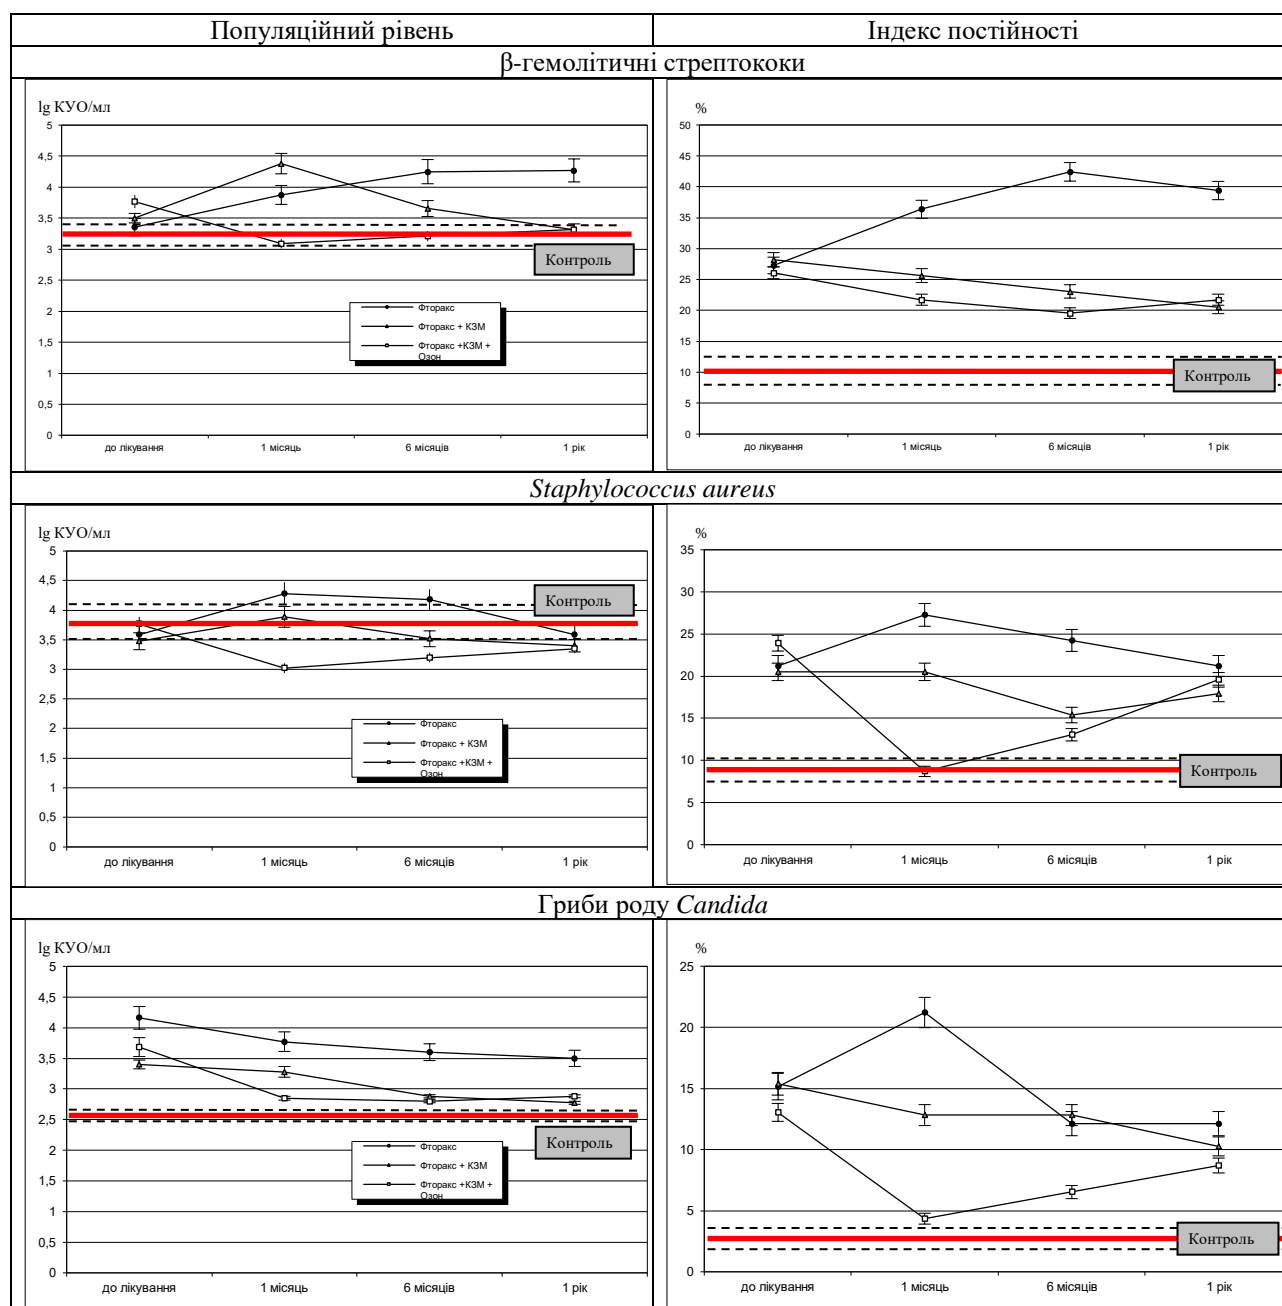 Популяційний рівень
Індекс постійності
β-гемолітичні стрептококи
lg КУО/мл
5
4,5
4
3,5
3
2,5
2
1,5
1
0,5
0
Контроль
Фторакс
Фторакс + КЗМ
Фторакс +КЗМ +
Озон
до лікування
1 місяць
6 місяців
1 рік
%
50
45
40
35
30
25
20
15
10
5
0
Контроль
до лікування
1 місяць
6 місяців
1 рік
Staphylococcus aureus
lg КУО/мл
5
4,5
4
3,5
3
2,5
2
1,5
1
0,5
0
Контроль
Фторакс
Фторакс + КЗМ
Фторакс +КЗМ +
Озон
до лікування
1 місяць
6 місяців
1 рік
%
35
30
25
20
15
10
5
0
Контроль
до лікування
1 місяць
6 місяців
1 рік
Гриби роду Candida
lg КУО/мл
5
4,5
4
3,5
3
2,5
2
1,5
1
0,5
0
Контроль
Фторакс
Фторакс + КЗМ
Фторакс +КЗМ +
Озон
до лікування
1 місяць
6 місяців
1 рік
%
25
20
15
10
5
0
Контроль
до лікування
1 місяць
6 місяців
1 рік